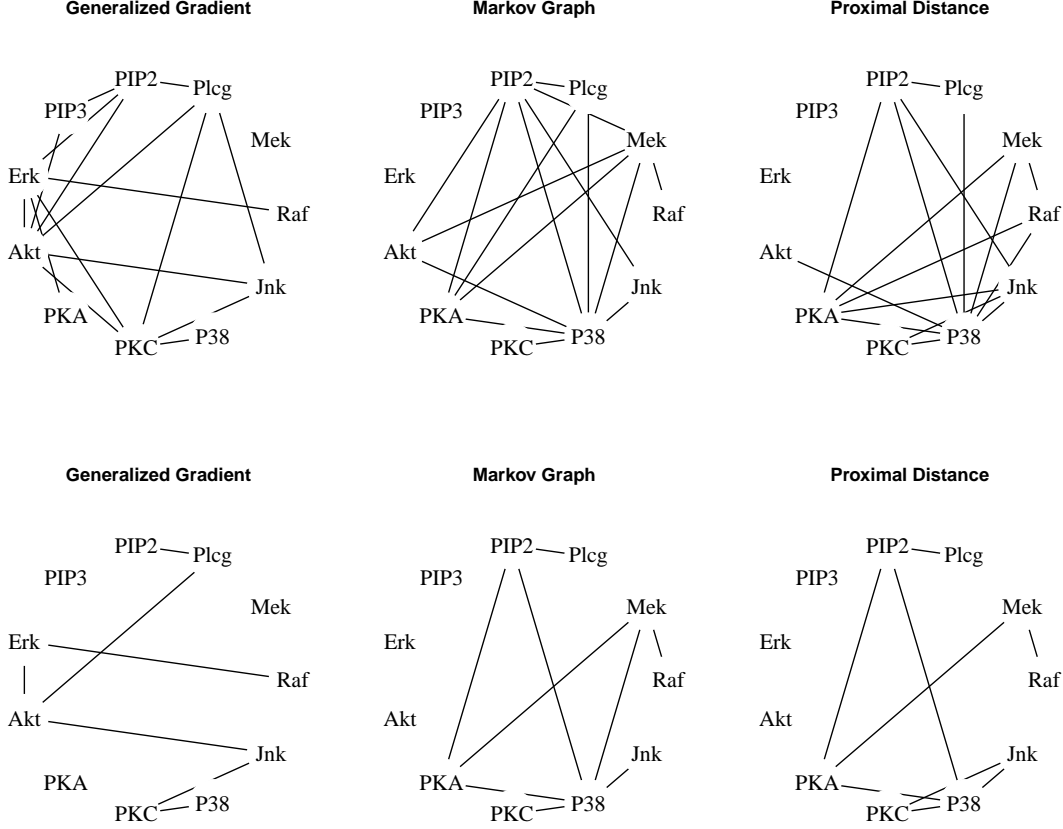 Generalized Gradient Markov Graph Proximal Distance
PIP2 PIP2 PIP2
Plcg Plcg Plcg
PIP3 PIP3 PIP3
Mek Mek Mek
Erk Erk Erk
Raf Raf Raf
Akt Akt Akt
Jnk Jnk Jnk
PKA PKA PKA
P38 P38 P38
PKC PKC PKC
Generalized Gradient Markov Graph Proximal Distance
PIP2 PIP2 PIP2
Plcg Plcg Plcg
PIP3 PIP3 PIP3
Mek Mek Mek
Erk Erk Erk
Raf Raf Raf
Akt Akt Akt
Jnk Jnk Jnk
PKA PKA PKA
P38 P38 P38
PKC PKC PKC